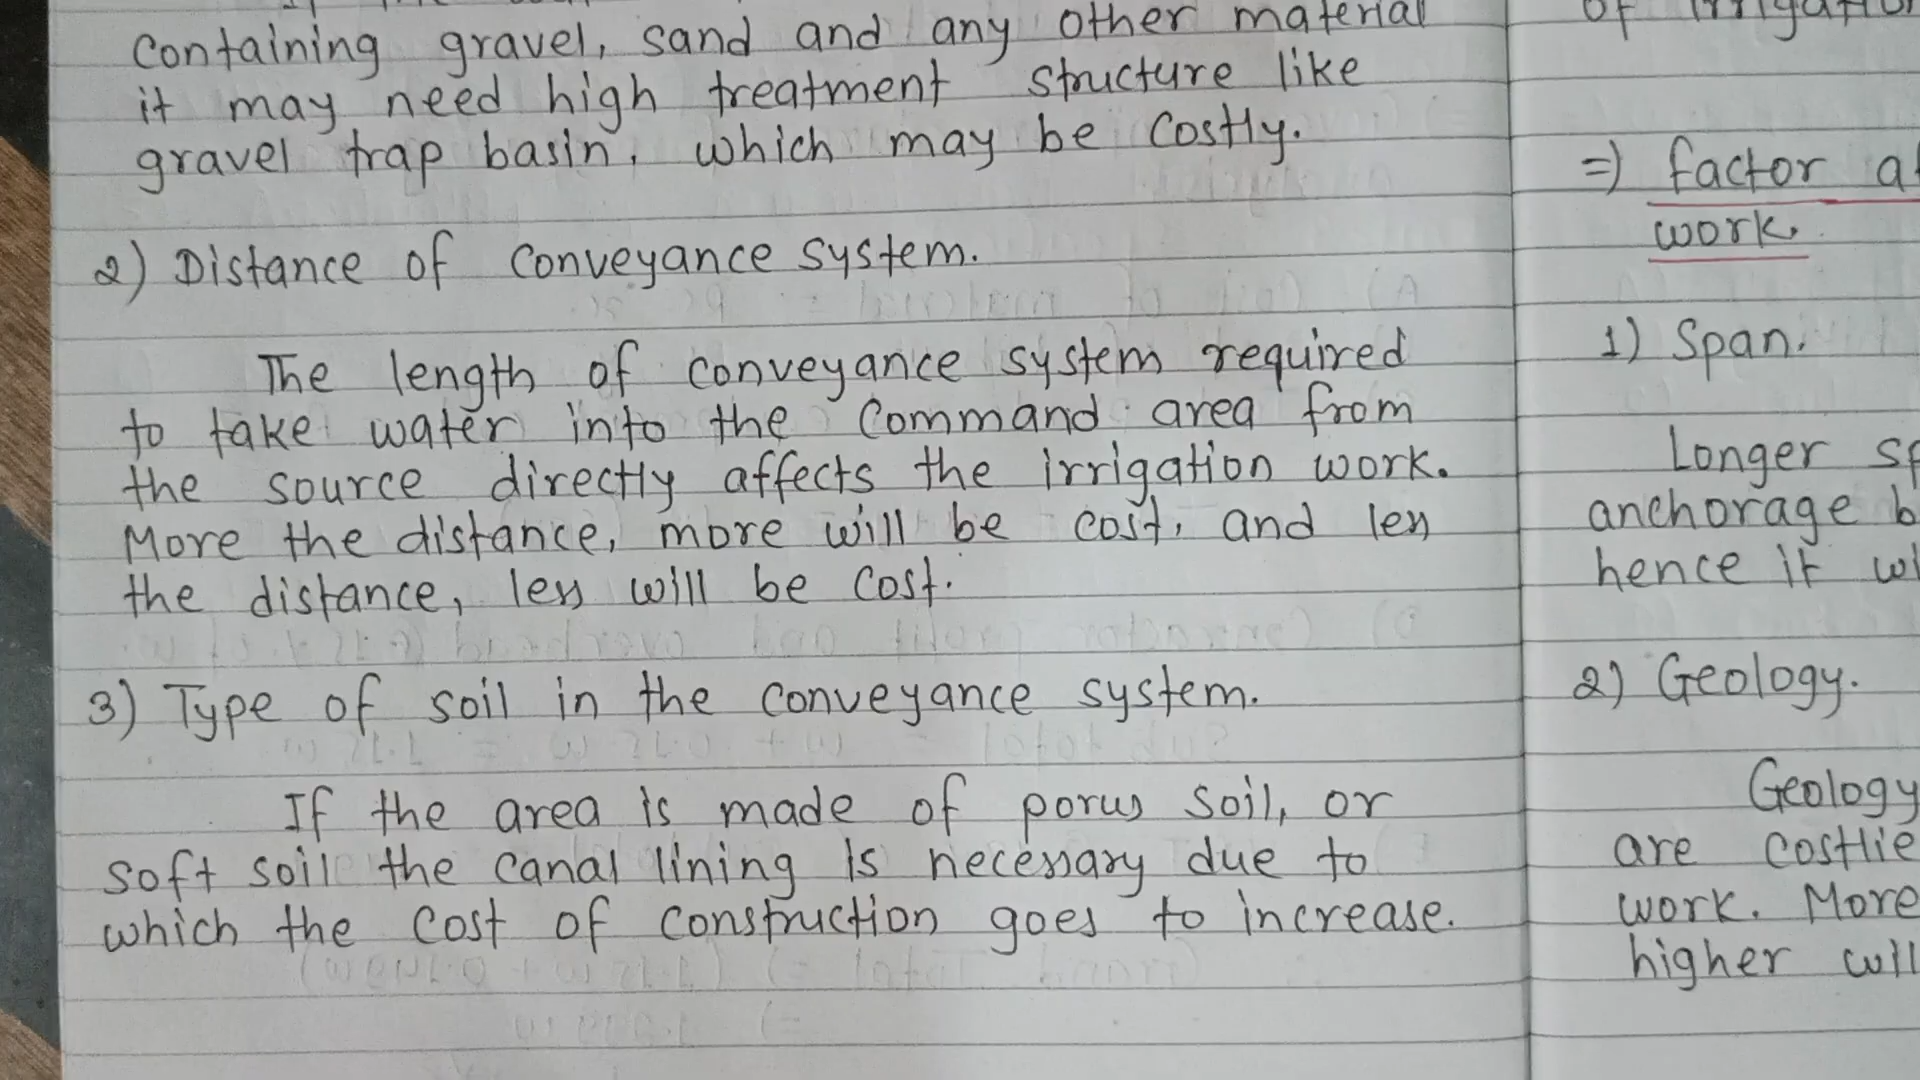 containing gravel, sand and any other material
it may need high treatment structure like
gravel trap basin, which may be costly.
2) Distance of conveyance system.
The length of conveyance system required
to take water into the command area from
the source directly affects the irrigation work.
More the distance, more will be cost, and less
the distance, less will be cost.
3) Type of soil in the conveyance system.
If the area is made of porus soil, or
soft soil the canal lining is necessary due to
which the cost of construction goes to increase.
of irrigation
=) factor
work.
1) Span.
Longer
anchorage
hence it
2) Geology.
Geology
are
work. More
higher will